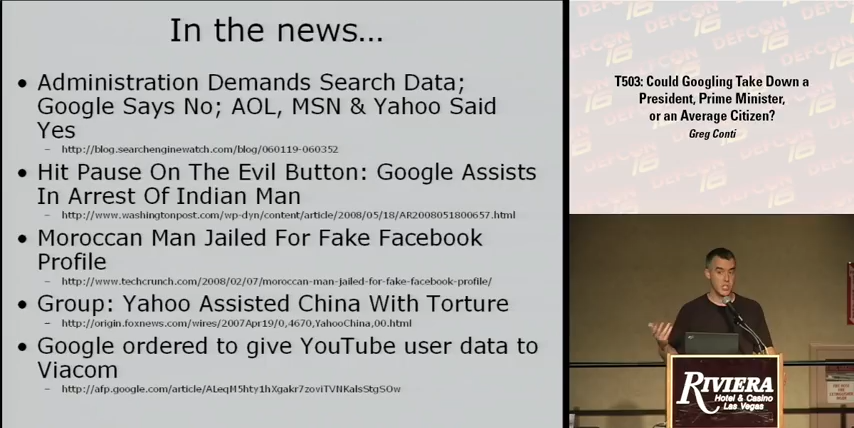 In the news...
• Administration Demands Search Data;
Google Says No; AOL, MSN & Yahoo Said
Yes
– http://blog.searchenginewatch.com/blog/060119-060352
• Hit Pause On The Evil Button: Google Assists
In Arrest Of Indian Man
– http://www.washingtonpost.com/wp-dyn/content/article/2008/05/18/AR2008051800657.html
• Moroccan Man Jailed For Fake Facebook
Profile
– http://www.techcrunch.com/2008/02/07/moroccan-man-jailed-for-fake-facebook-profile/
• Group: Yahoo Assisted China With Torture
– http://origin.foxnews.com/wires/2007Apr19/0,4670,YahooChina,00.html
• Google ordered to give YouTube user data to
Viacom
– http://afp.google.com/article/ALeqM5hty1hXgakr7zoviTVNKalsStgSOw
T503: Could Googling Take Down a
President, Prime Minister,
or an Average Citizen?
Greg Conti
DEFCON 16
RIVIERA
Hotel & Casino
Las Vegas